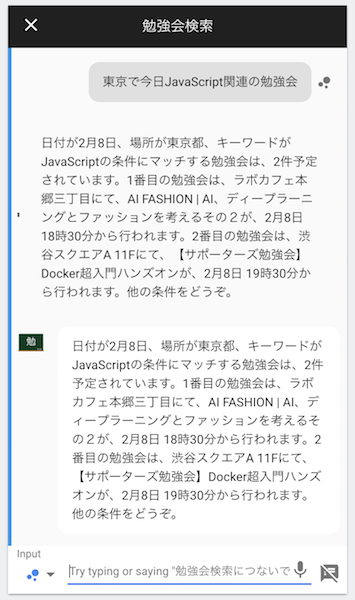 勉強会検索
東京で今日JavaScript関連の勉強会
日付が2月8日、場所が東京都、キーワードが
JavaScriptの条件にマッチする勉強会は、2件予定
されています。1番目の勉強会は、ラボカフェ本
郷三丁目にて、AI FASHION | AI、ディープラーニ
ングとファッションを考えるその２が、2月8日
18時30分から行われます。2番目の勉強会は、渋
谷スクエアA 11Fにて、【サポーターズ勉強会】
Docker超入門ハンズオンが、2月8日 19時30分か
ら行われます。他の条件をどうぞ。
勉
日付が2月8日、場所が東京都、キーワードが
JavaScriptの条件にマッチする勉強会は、2件
予定されています。1番目の勉強会は、ラボ
カフェ本郷三丁目にて、AI FASHION | AI、デ
ィープラーニングとファッションを考えるそ
の２が、2月8日 18時30分から行われます。2
番目の勉強会は、渋谷スクエアA 11Fにて、
【サポーターズ勉強会】Docker超入門ハンズ
オンが、2月8日 19時30分から行われます。
他の条件をどうぞ。
Input
Try typing or saying "勉強会検索につないで